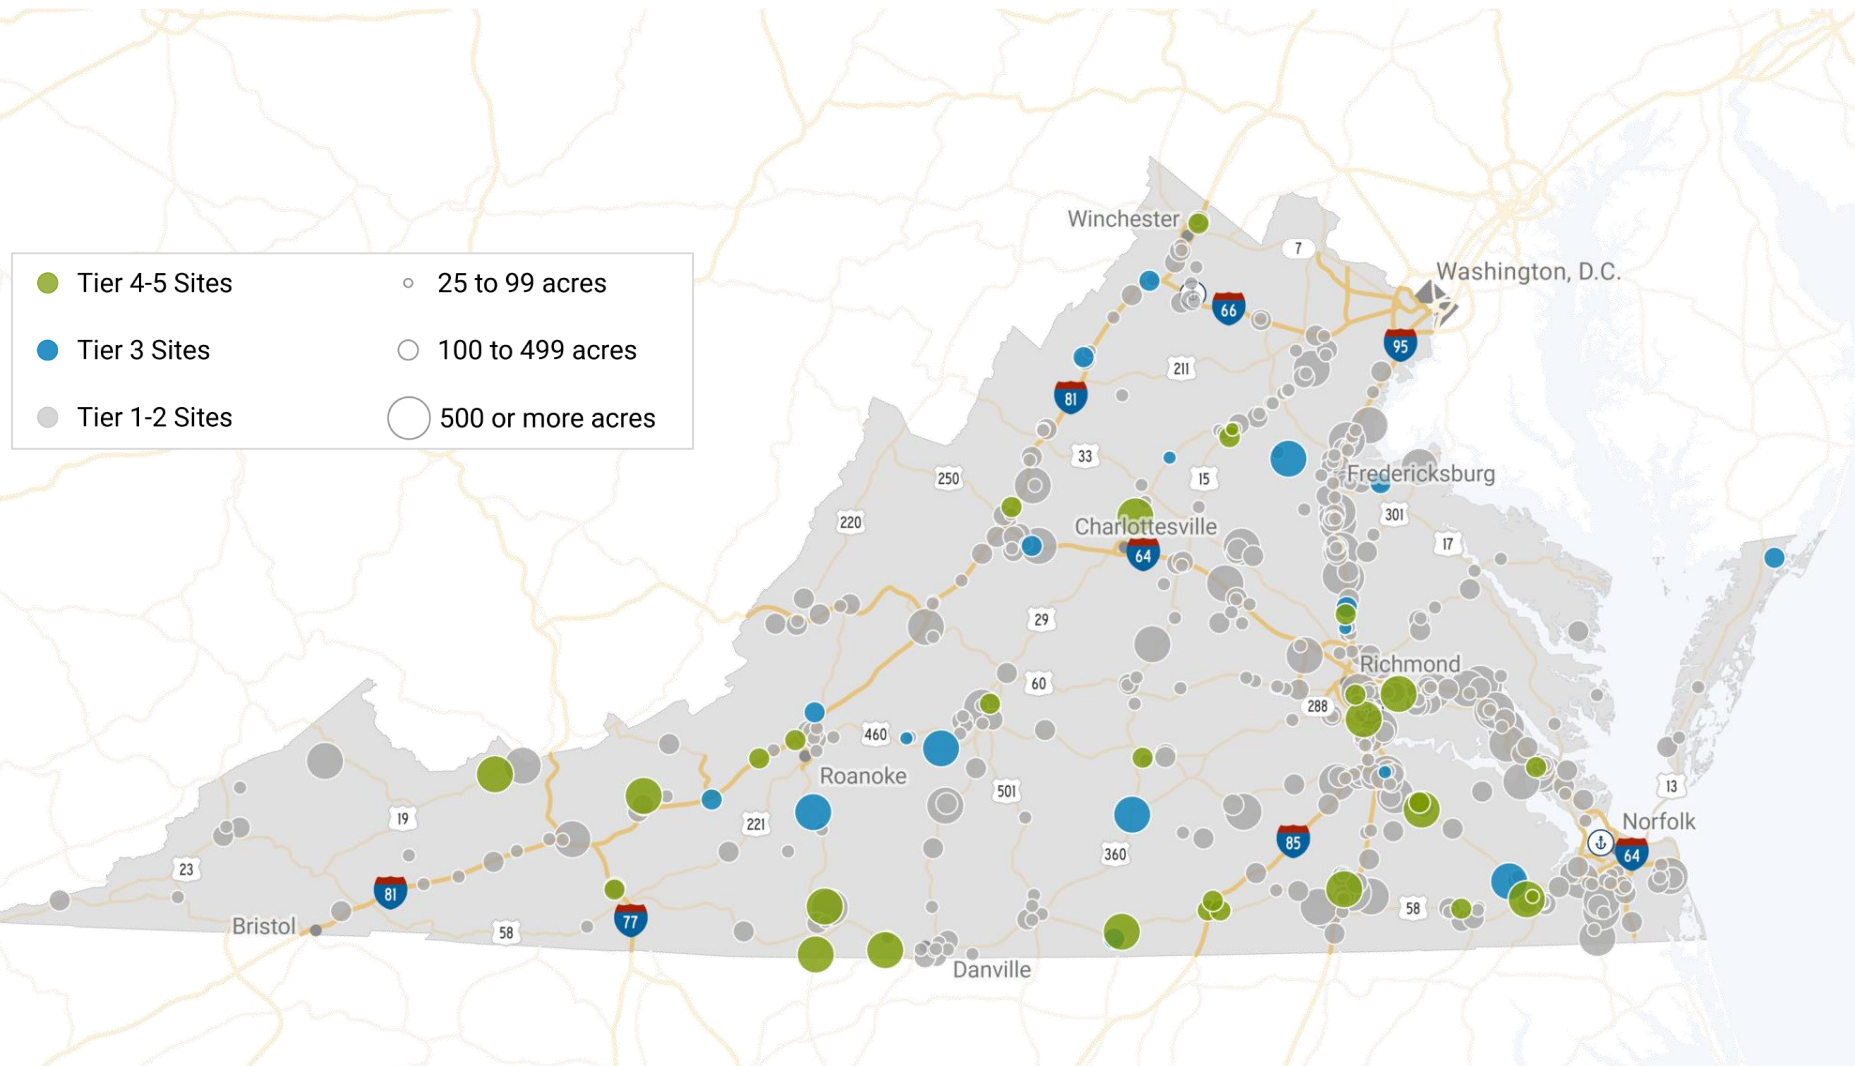 Winchester
7
Washington, D.C.
Tier 4-5 Sites
25 to 99 acres
66
95
Tier 3 Sites
100 to 499 acres
211
81
Tier 1-2 Sites
500 or more acres
33
250
15
Fredericksburg
220
301
Charlottesville
17
64
29
Richmond
60
288
460
Roanoke
501
13
19
221
Norfolk
85
360
64
23
81
77
58
Bristol
58
Danville